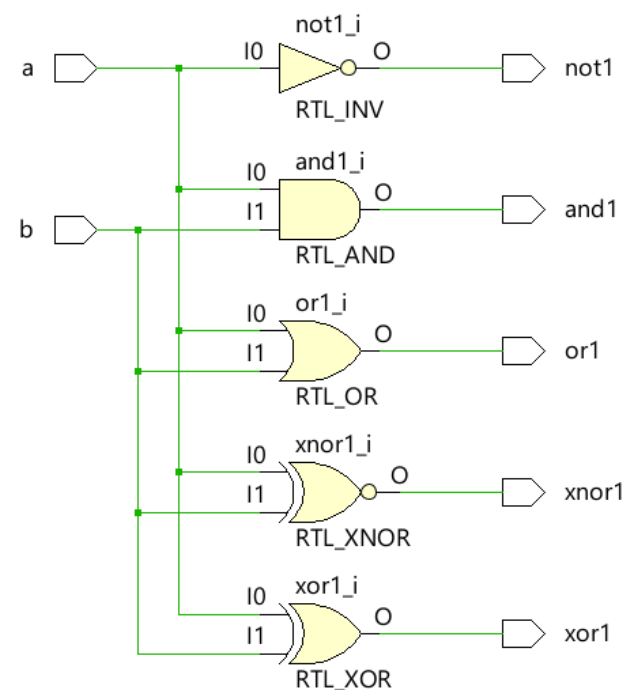 not1_i
a
I0
O
not1
RTL_INV
and1_i
I0
O
b
I1
and1
RTL_AND
or1_i
I0
O
I1
or1
RTL_OR
xnor1_i
I0
O
I1
xnor1
RTL_XNOR
xor1_i
I0
O
I1
xor1
RTL_XOR